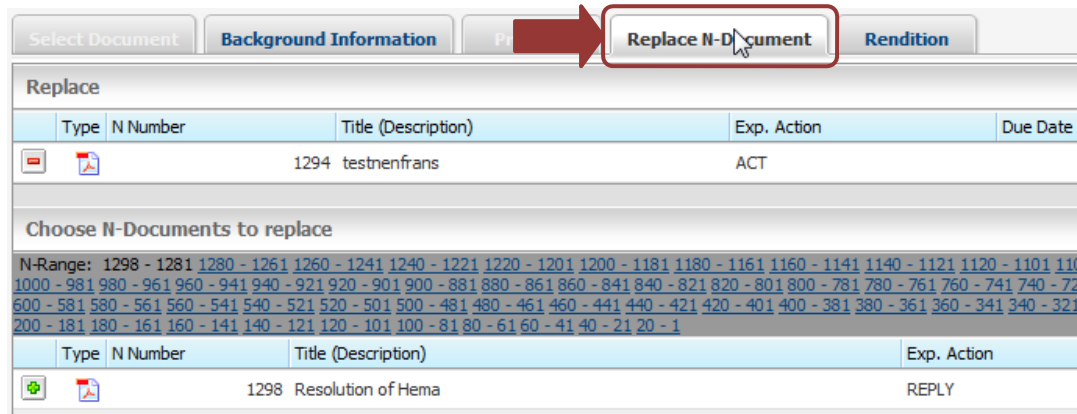 Select Document Background Information Replace N-Document Rendition
Replace
Type N Number Title (Description) Exp. Action Due Date
1294 testnenfrans ACT
Choose N-Documents to replace
N-Range: 1298 - 1281 1280 - 1261 1260 - 1241 1240 - 1221 1220 - 1201 1200 - 1181 1180 - 1161 1160 - 1141 1140 - 1121 1120 - 1101
1000 - 981 980 - 961 960 - 941 940 - 921 920 - 901 900 - 881 880 - 861 860 - 841 840 - 821 820 - 801 800 - 781 780 - 761 760 - 741
600 - 581 580 - 561 560 - 541 540 - 521 520 - 501 500 - 481 480 - 461 460 - 441 440 - 421 420 - 401 400 - 381 380 - 361 360 - 341 340 - 321
200 - 181 180 - 161 160 - 141 140 - 121 120 - 101 100 - 81 80 - 61 60 - 41 40 - 21 20 - 1
Type N Number Title (Description) Exp. Action
1298 Resolution of Hema REPLY